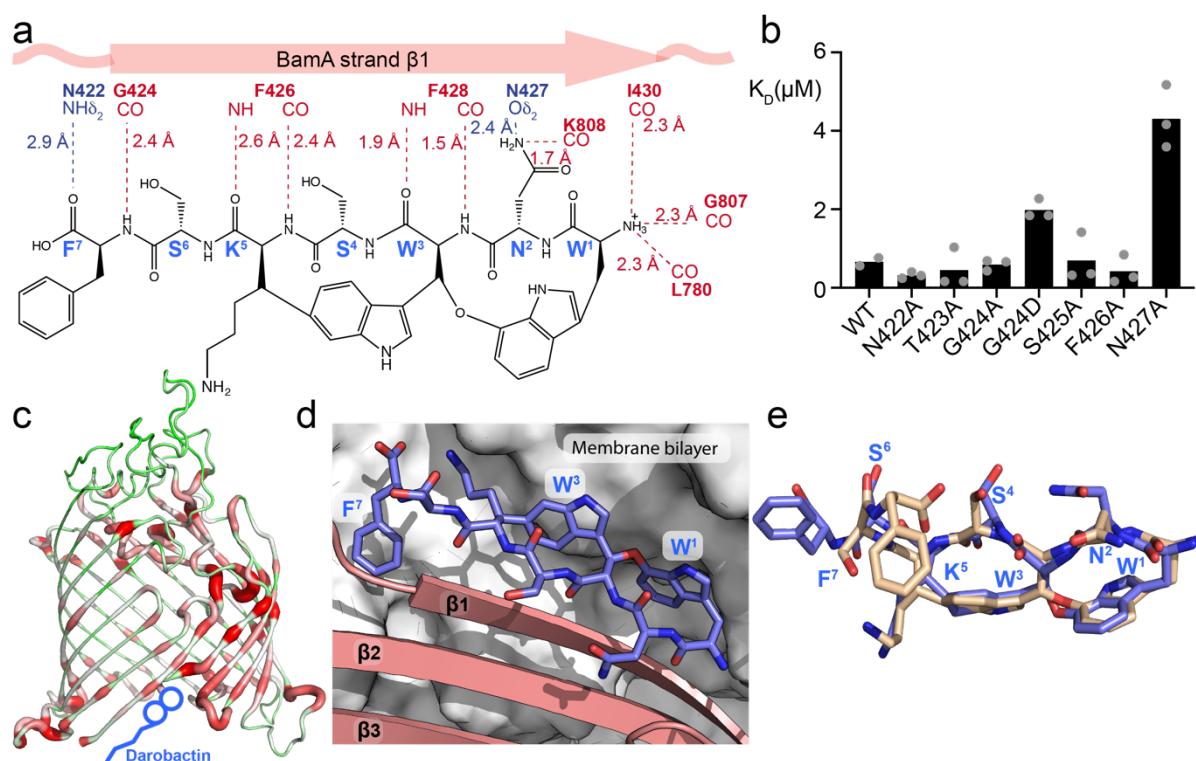 a
BamA strand β1
N422 G424 F426 F428 N427 I430
NHδ₂ CO NH CO NH CO Oδ₂ CO
K808
CO
2.9 Å 2.4 Å 2.6 Å 2.4 Å 1.9 Å 1.5 Å 2.4 Å 1.7 Å 2.3 Å
H₂N
G807
2.3 Å CO
NH₃⁺
2.3 Å
CO
L780
HO HO O O O O O O O
HO N H N H N H N H N H N H
F⁷ S⁶ K⁵ S⁴ W³ N² W¹
O HN
N H
NH₂
b
K_D(μM)
6
4
2
0
WT N422A T423A G424A G424D S425A F426A N427A
c
Darobactin
d
Membrane bilayer
W³
F⁷
W¹
β1
β2
β3
e
S⁶
S⁴
N²
W¹
F⁷
K⁵
W³